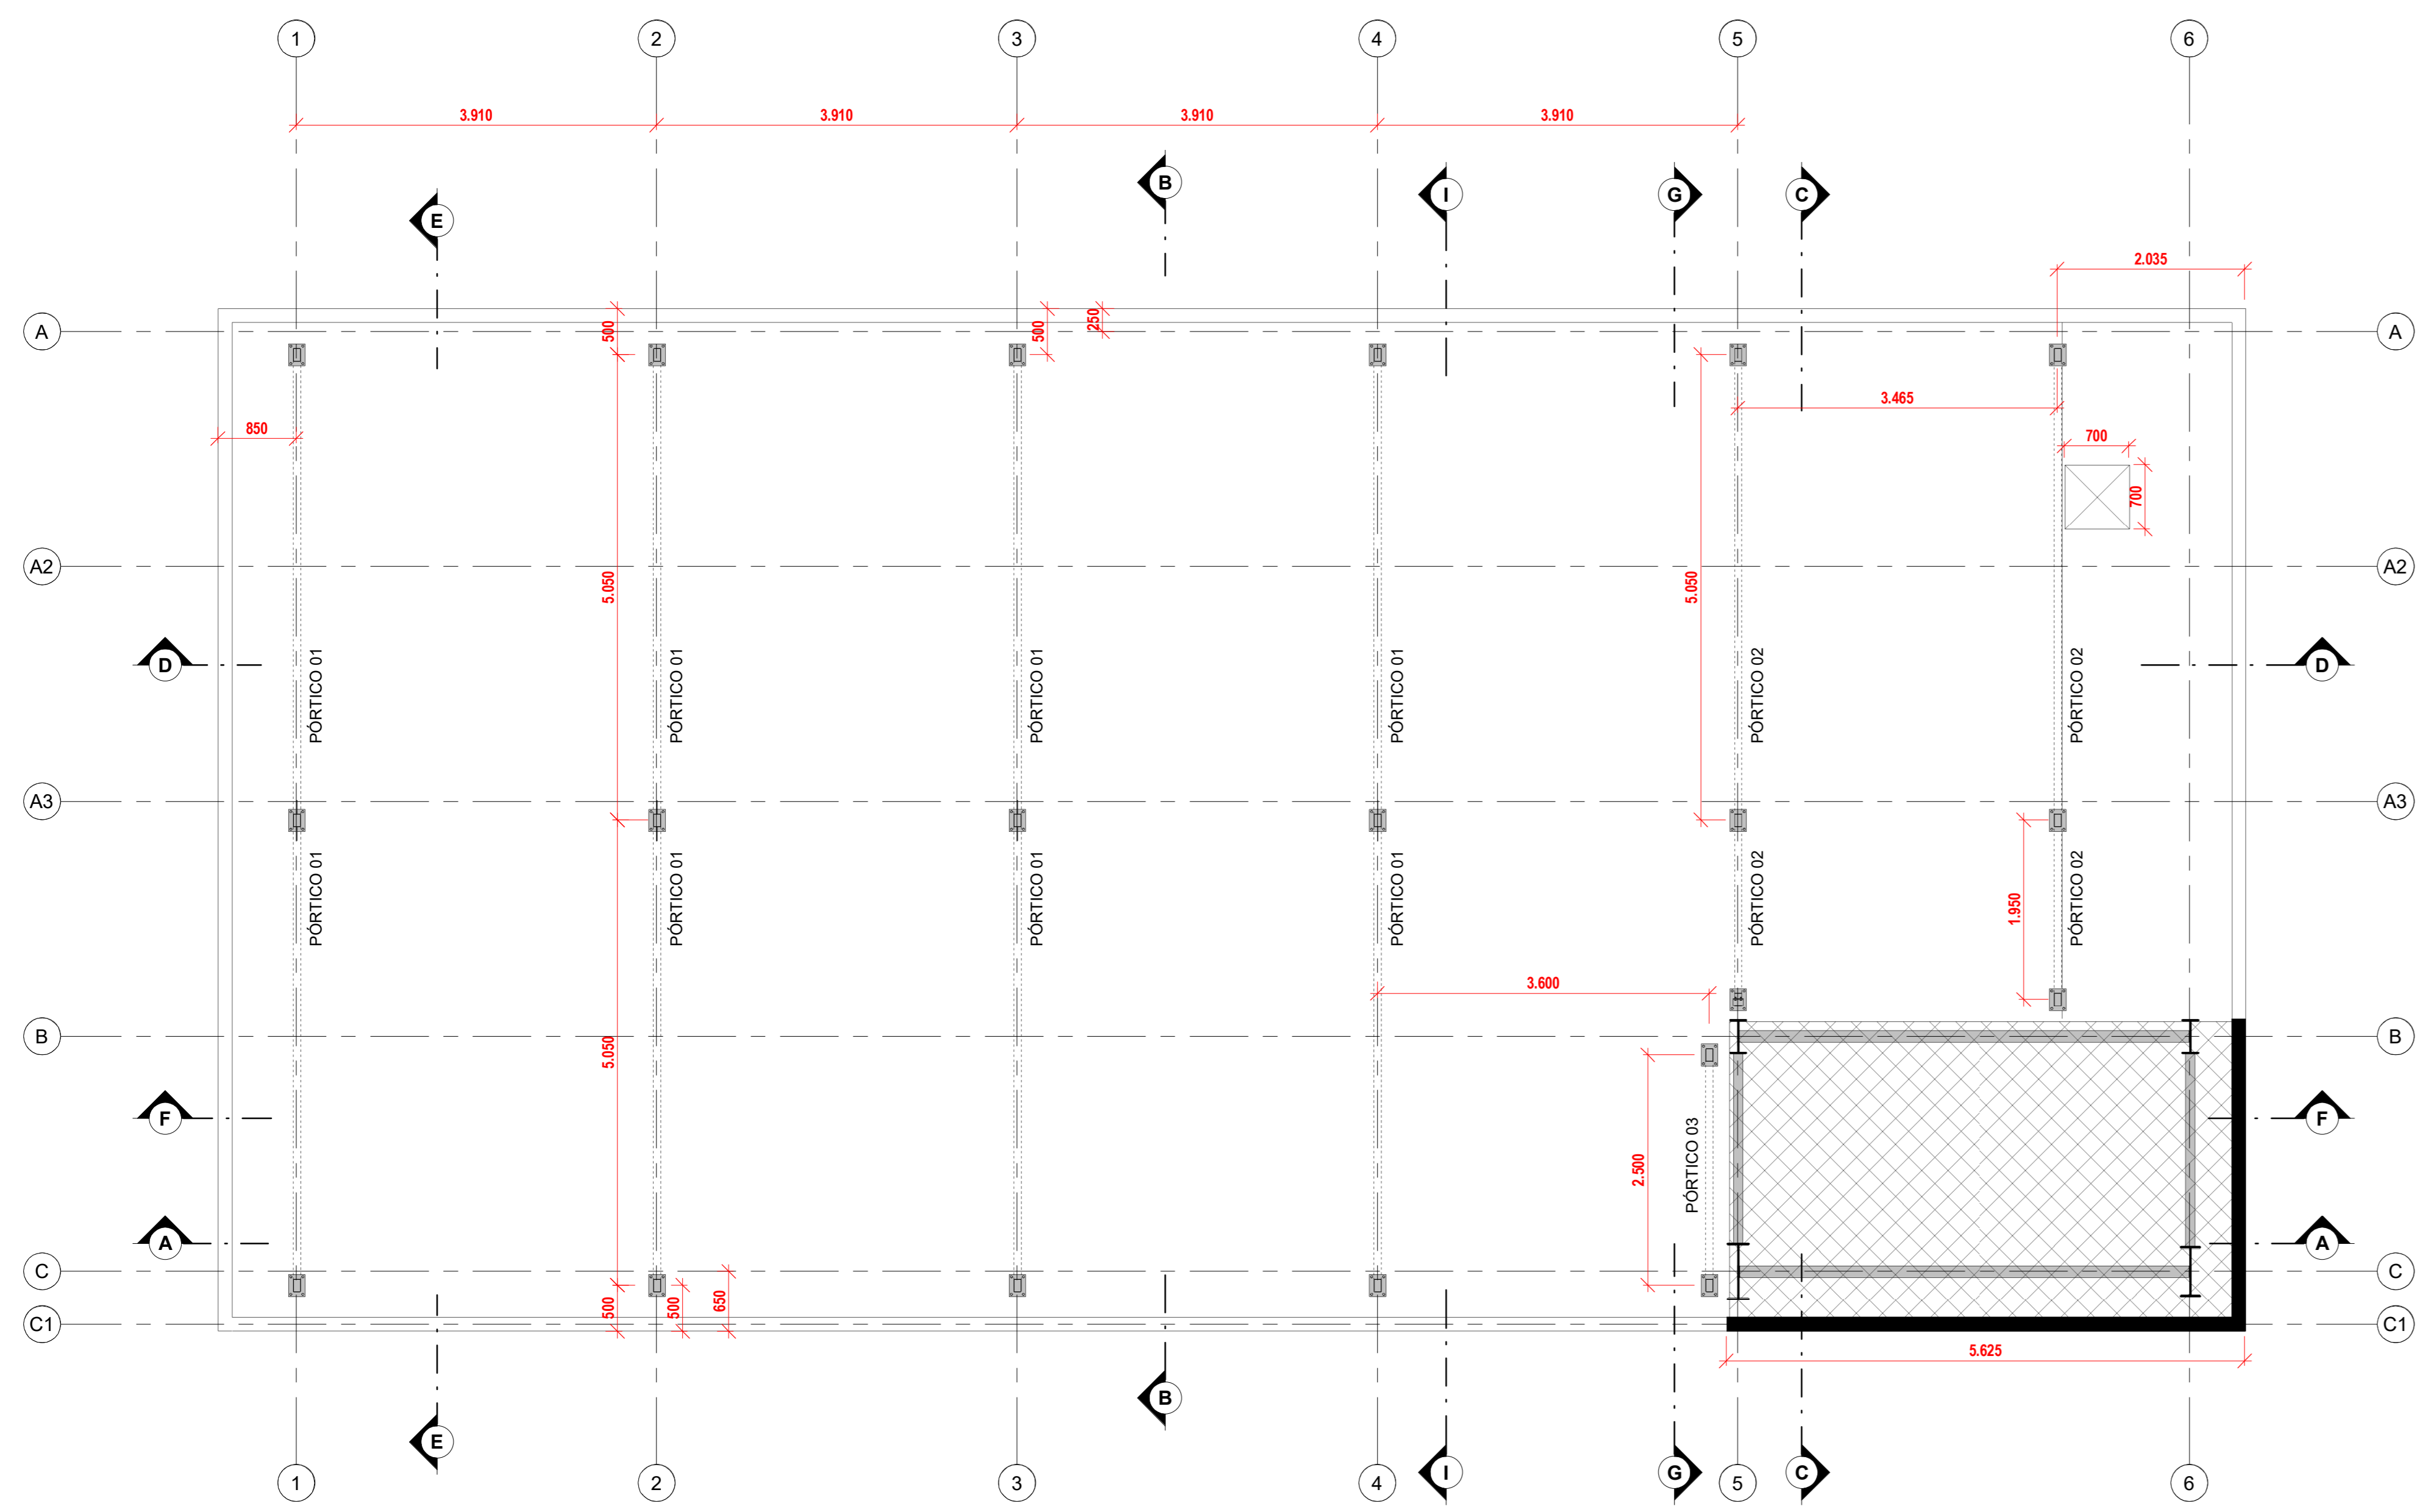 1 2 3 4 5 6
3.910 3.910 3.910 3.910
B
I G C
E
2.035
A 500 500 250 A
3.465
850
700
700
A2 A2
5.050 5.050
D D
PÓRTICO 01 PÓRTICO 01 PÓRTICO 01 PÓRTICO 01 PÓRTICO 02 PÓRTICO 02
A3 A3
PÓRTICO 01 PÓRTICO 01 PÓRTICO 01 PÓRTICO 01 PÓRTICO 02 PÓRTICO 02
1.950
3.600
B 5.050 B
F F
PÓRTICO 03
2.500
A A
C C
500 500 650
C1 C1
5.625
B
E
I G C
1 2 3 4 5 6